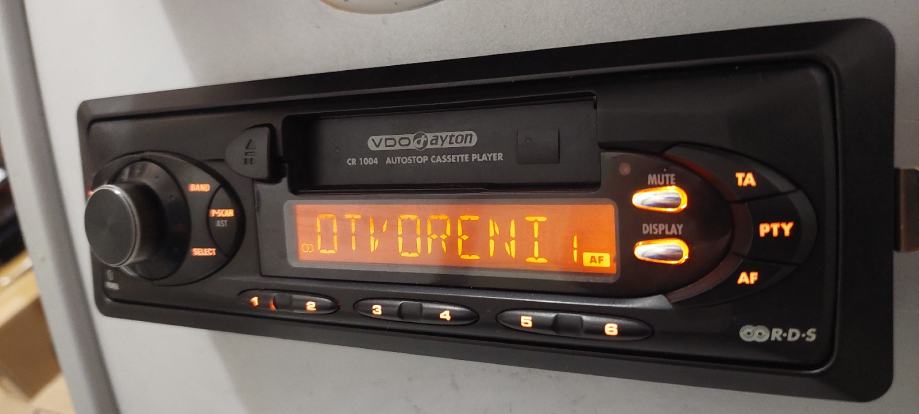 VDO dayton
CR 1004 AUTOSTOP CASSETTE PLAYER
BAND
P-SCAN
AST
SELECT
OTVORENI 1
AF
MUTE
DISPLAY
TA
PTY
AF
1 2 3 4 5 6
R·D·S